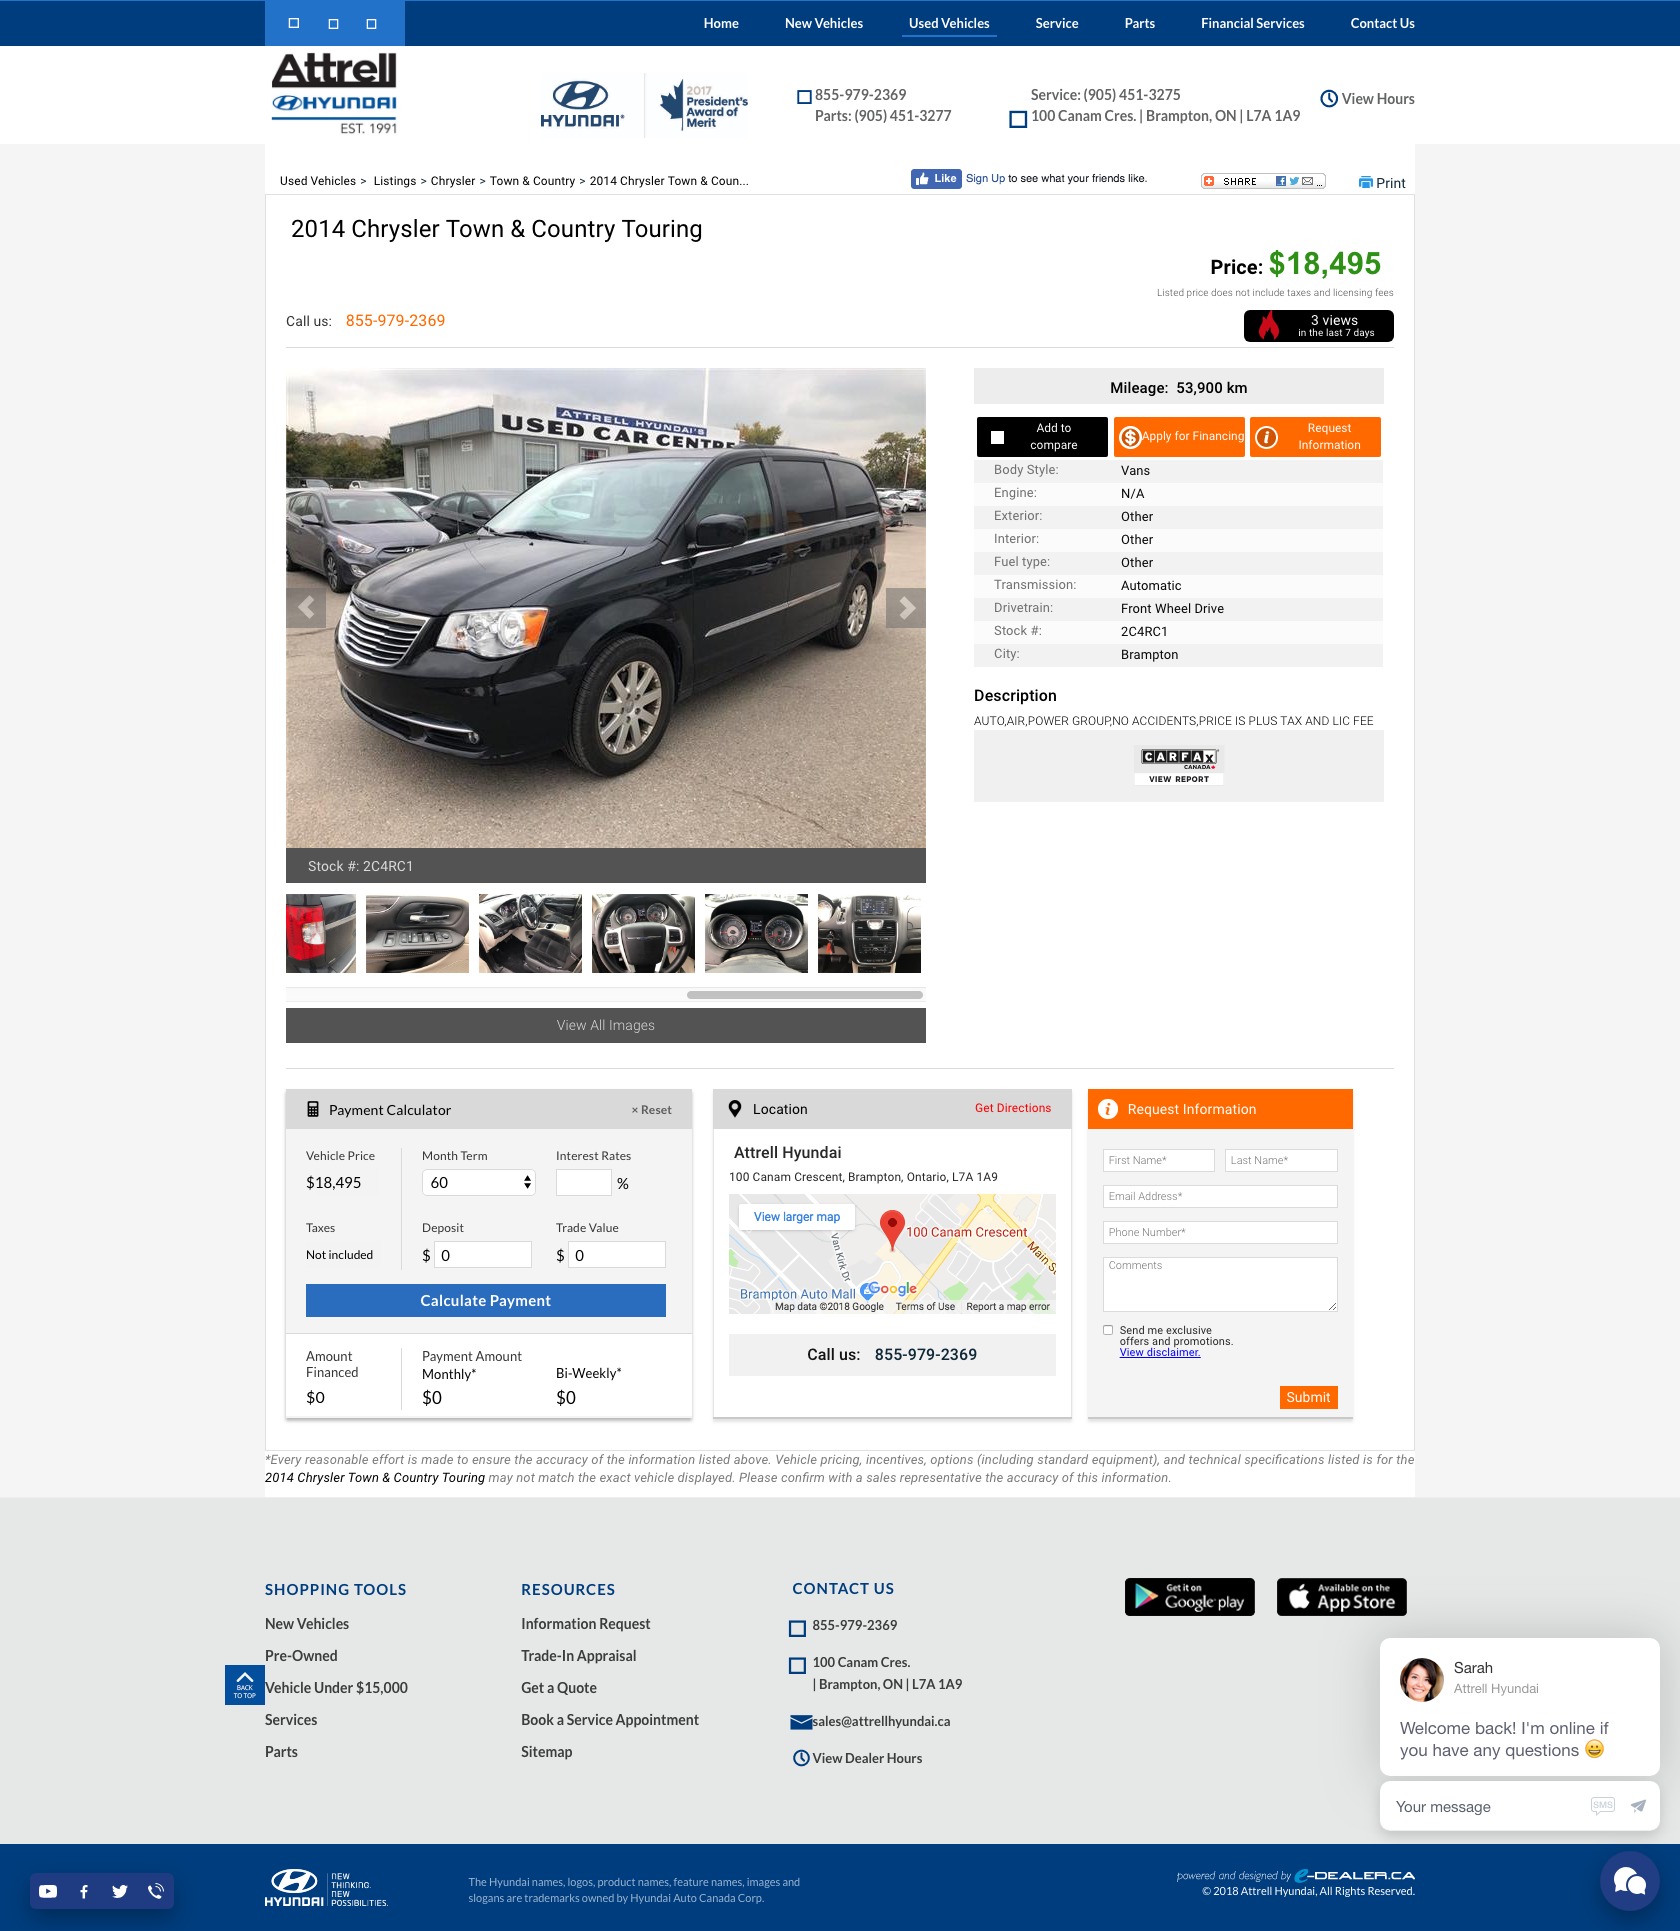 Home New Vehicles Used Vehicles Service Parts Financial Services Contact Us
Attrell
HYUNDAI
EST. 1991
HYUNDAI
2017
President's
Award of
Merit
855-979-2369
Parts: (905) 451-3277
Service: (905) 451-3275
100 Canam Cres. | Brampton, ON | L7A 1A9
View Hours
Used Vehicles > Listings > Chrysler > Town & Country > 2014 Chrysler Town & Coun...
Like Sign Up to see what your friends like.
SHARE ...
Print
2014 Chrysler Town & Country Touring
Price: $18,495
Listed price does not include taxes and licensing fees
Call us: 855-979-2369
3 views
in the last 7 days
ATTRELL HYUNDAI'S
USED CAR CENTRE
Mileage: 53,900 km
Add to
compare
Apply for Financing
Request
Information
Body Style: Vans
Engine: N/A
Exterior: Other
Interior: Other
Fuel type: Other
Transmission: Automatic
Drivetrain: Front Wheel Drive
Stock #: 2C4RC1
City: Brampton
Description
AUTO,AIR,POWER GROUP,NO ACCIDENTS,PRICE IS PLUS TAX AND LIC FEE
CARFAX
CANADA
VIEW REPORT
Stock #: 2C4RC1
View All Images
Payment Calculator × Reset
Vehicle Price Month Term Interest Rates
$18,495 60 %
Taxes Deposit Trade Value
Not included $ 0 $ 0
Calculate Payment
Amount
Financed
$0
Payment Amount
Monthly*
$0
Bi-Weekly*
$0
Location Get Directions
Attrell Hyundai
100 Canam Crescent, Brampton, Ontario, L7A 1A9
View larger map
100 Canam Crescent
Van Kirk Dr
Main S
Brampton Auto Mall
Google
Map data ©2018 Google Terms of Use Report a map error
Call us: 855-979-2369
Request Information
First Name* Last Name*
Email Address*
Phone Number*
Comments
Send me exclusive
offers and promotions.
View disclaimer.
Submit
*Every reasonable effort is made to ensure the accuracy of the information listed above. Vehicle pricing, incentives, options (including standard equipment), and technical specifications listed is for the
2014 Chrysler Town & Country Touring may not match the exact vehicle displayed. Please confirm with a sales representative the accuracy of this information.
SHOPPING TOOLS
New Vehicles
Pre-Owned
Vehicle Under $15,000
Services
Parts
BACK
TO TOP
RESOURCES
Information Request
Trade-In Appraisal
Get a Quote
Book a Service Appointment
Sitemap
CONTACT US
855-979-2369
100 Canam Cres.
| Brampton, ON | L7A 1A9
sales@attrellhyundai.ca
View Dealer Hours
Get it on
Google play
Available on the
App Store
Sarah
Attrell Hyundai
Welcome back! I'm online if
you have any questions 😀
Your message SMS
HYUNDAI
NEW
THINKING.
NEW
POSSIBILITIES.
The Hyundai names, logos, product names, feature names, images and
slogans are trademarks owned by Hyundai Auto Canada Corp.
powered and designed by e-DEALER.CA
© 2018 Attrell Hyundai, All Rights Reserved.